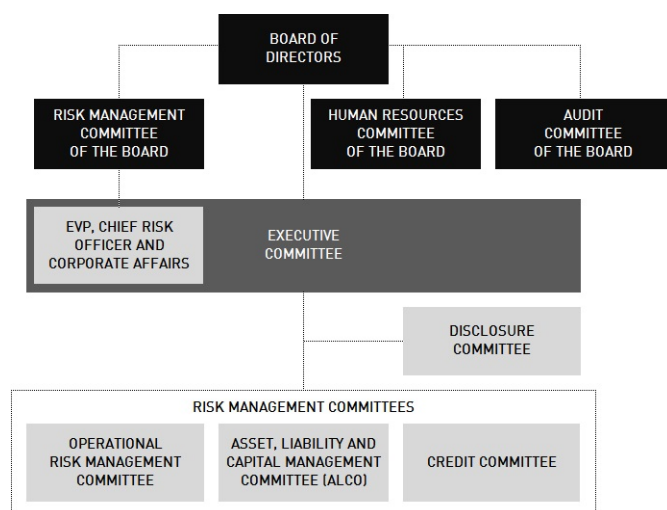 BOARD OF
DIRECTORS
RISK MANAGEMENT
COMMITTEE
OF THE BOARD
HUMAN RESOURCES
COMMITTEE
OF THE BOARD
AUDIT
COMMITTEE
OF THE BOARD
EVP, CHIEF RISK
OFFICER AND
CORPORATE AFFAIRS
EXECUTIVE
COMMITTEE
DISCLOSURE
COMMITTEE
RISK MANAGEMENT COMMITTEES
OPERATIONAL
RISK MANAGEMENT
COMMITTEE
ASSET, LIABILITY AND
CAPITAL MANAGEMENT
COMMITTEE (ALCO)
CREDIT COMMITTEE